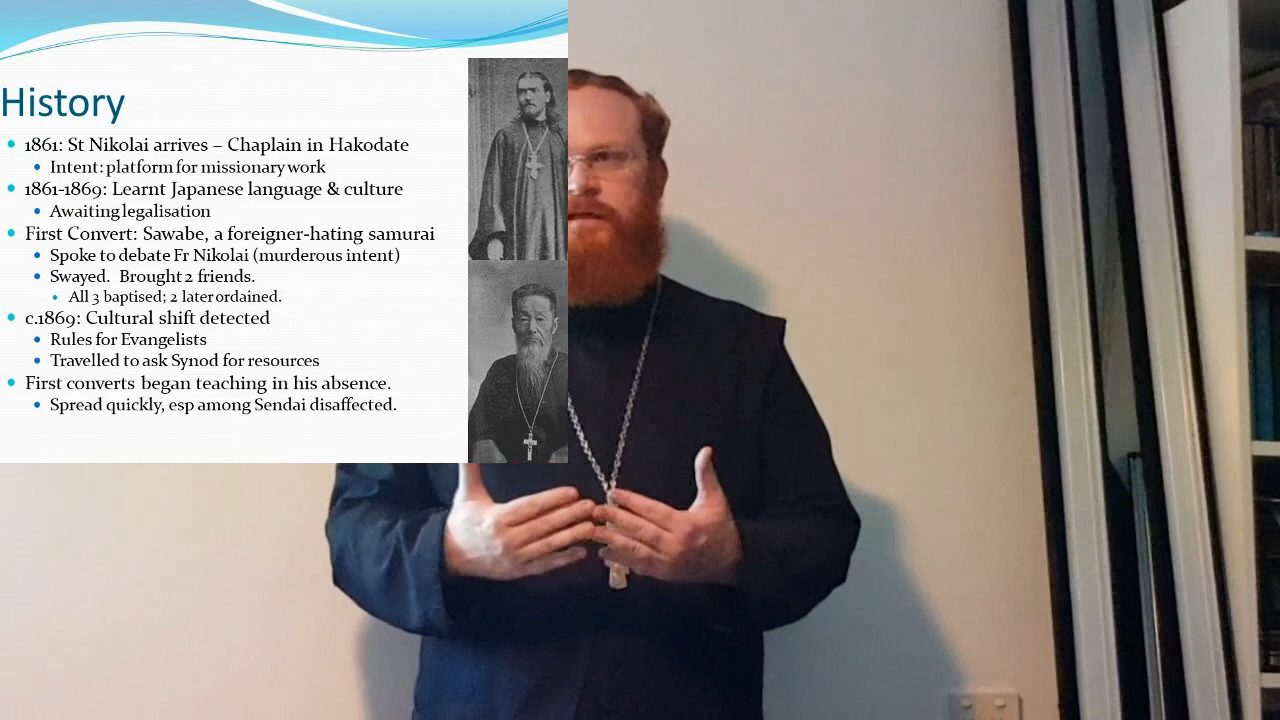 History
1861: St Nikolai arrives – Chaplain in Hakodate
Intent: platform for missionary work
1861-1869: Learnt Japanese language & culture
Awaiting legalisation
First Convert: Sawabe, a foreigner-hating samurai
Spoke to debate Fr Nikolai (murderous intent)
Swayed.  Brought 2 friends.
All 3 baptised; 2 later ordained.
c.1869: Cultural shift detected
Rules for Evangelists
Travelled to ask Synod for resources
First converts began teaching in his absence.
Spread quickly, esp among Sendai disaffected.